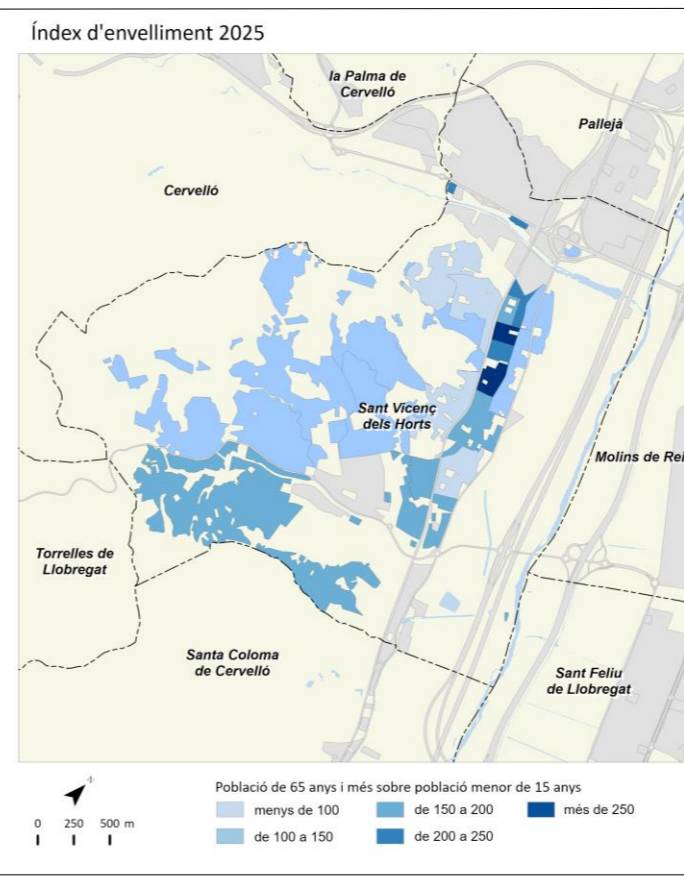 Índex d'envelliment 2025
la Palma de
Cervelló
Pallejà
Cervelló
Sant Vicenç
dels Horts
Molins de Rei
Torrelles de
Llobregat
Santa Coloma
de Cervelló
Sant Feliu
de Llobregat
Població de 65 anys i més sobre població menor de 15 anys
menys de 100
de 150 a 200
més de 250
de 100 a 150
de 200 a 250
0 250 500 m